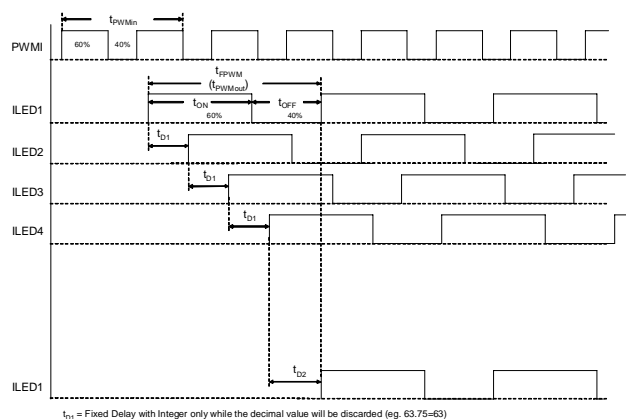 tPWMin
PWMI
60%
40%
tFPWM
(tPWMout)
ILED1
tON
tOFF
60%
40%
tD1
ILED2
tD1
ILED3
tD1
ILED4
tD2
ILED1
tD1 = Fixed Delay with Integer only while the decimal value will be discarded (eg. 63.75=63)